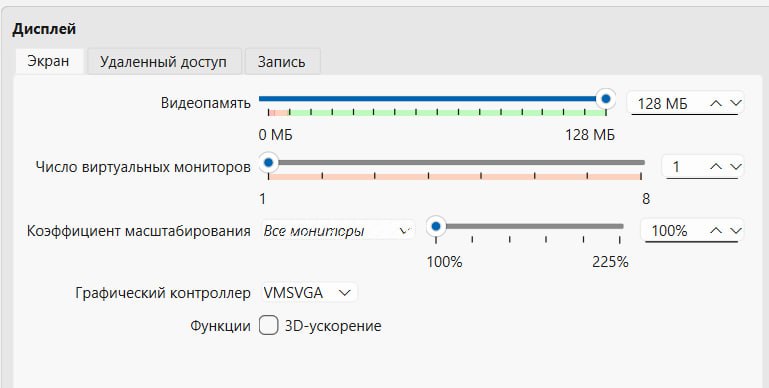 Дисплей
Экран Удаленный доступ Запись
Видеопамять 128 МБ
0 МБ 128 МБ
Число виртуальных мониторов 1
1 8
Коэффициент масштабирования Все мониторы 100%
100% 225%
Графический контроллер VMSVGA
Функции 3D-ускорение